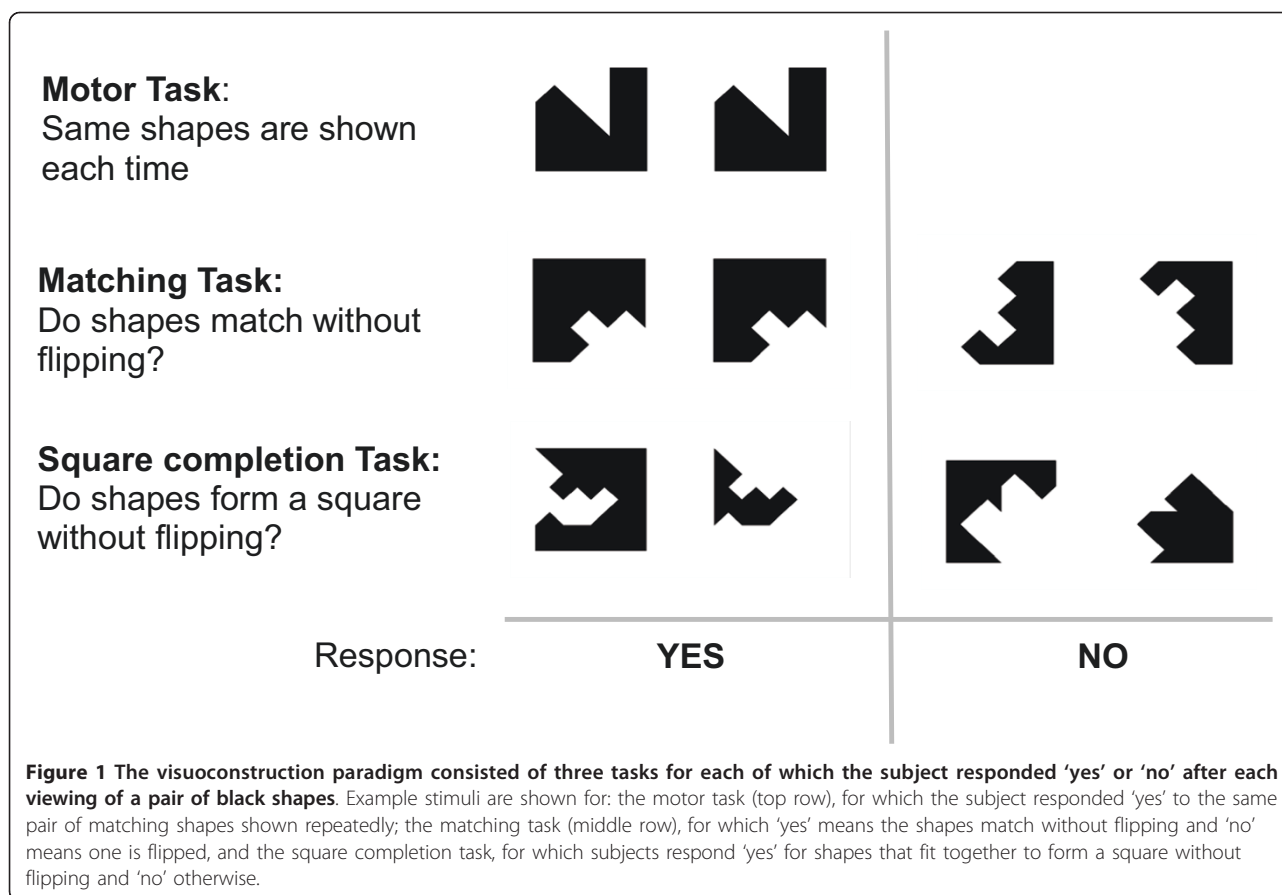 Motor Task:
Same shapes are shown
each time
Matching Task:
Do shapes match without
flipping?
Square completion Task:
Do shapes form a square
without flipping?
Response:
YES
NO
Figure 1 The visuoconstruction paradigm consisted of three tasks for each of which the subject responded ‘yes’ or ‘no’ after each
viewing of a pair of black shapes. Example stimuli are shown for: the motor task (top row), for which the subject responded ‘yes’ to the same
pair of matching shapes shown repeatedly; the matching task (middle row), for which ‘yes’ means the shapes match without flipping and ‘no’
means one is flipped, and the square completion task, for which subjects respond ‘yes’ for shapes that fit together to form a square without
flipping and ‘no’ otherwise.